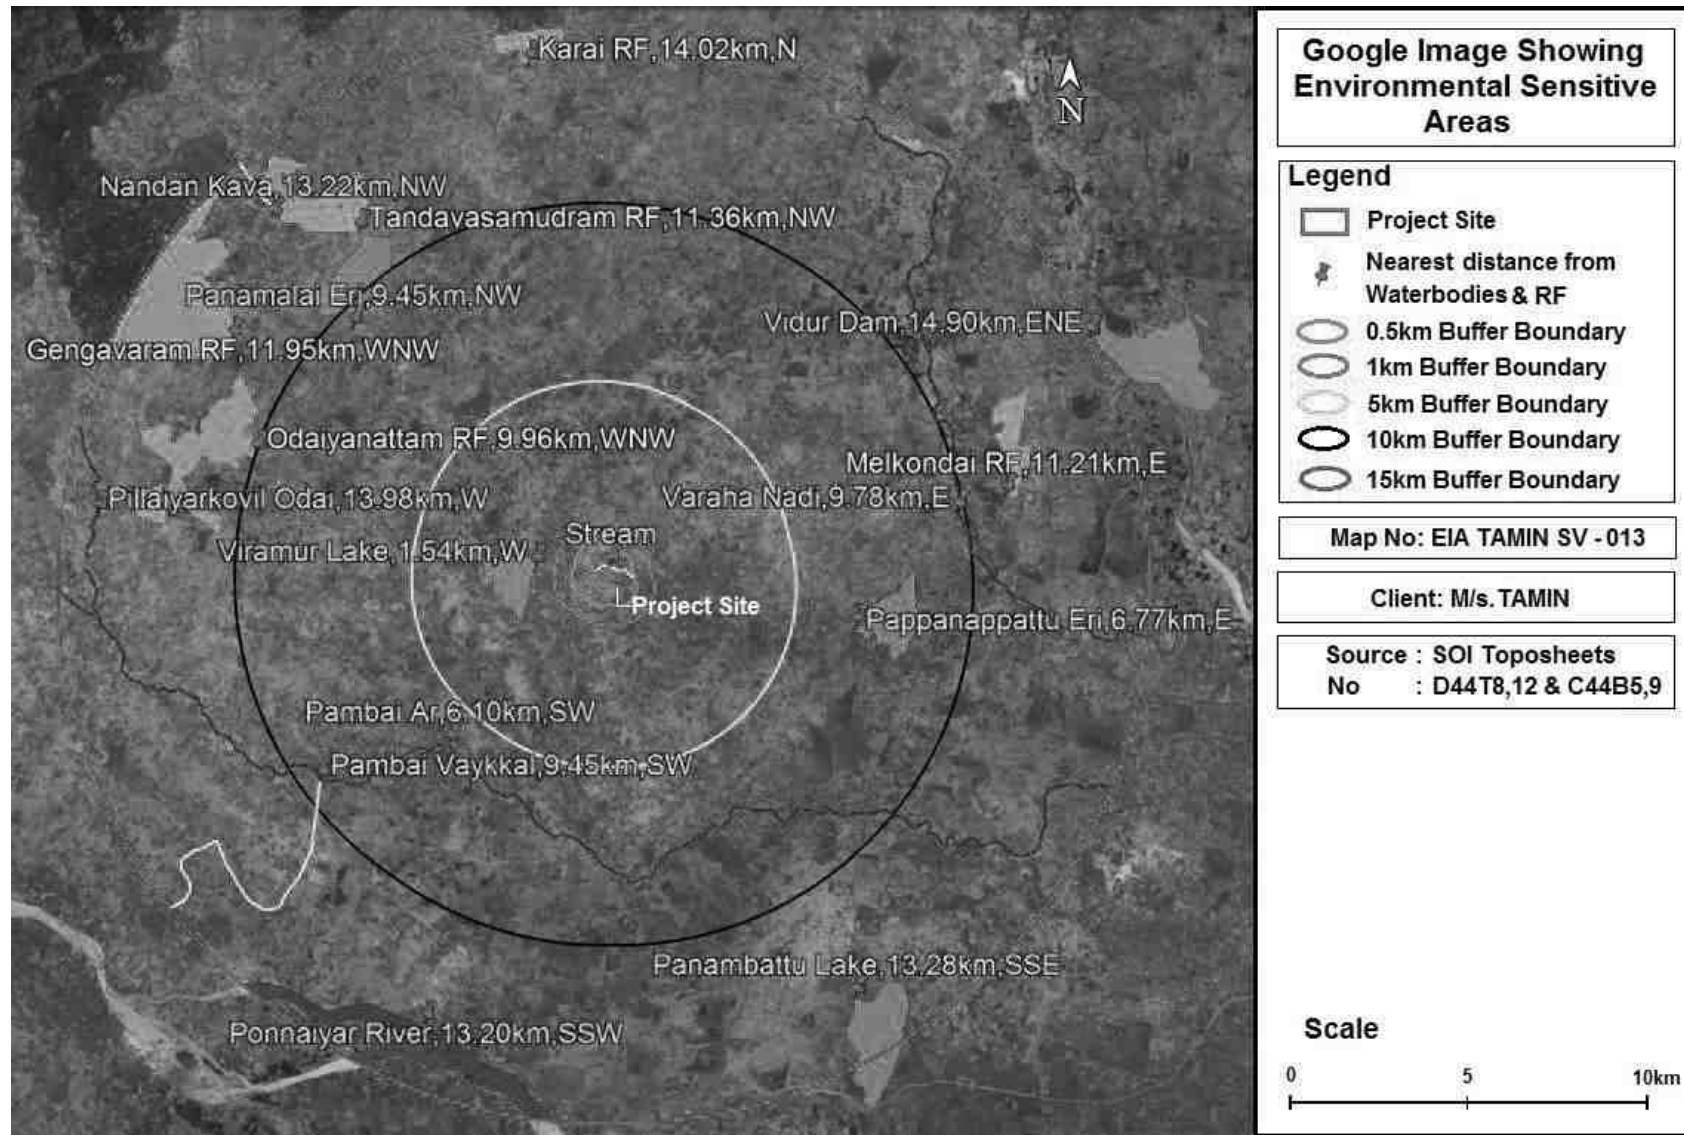 Karai RF,14.02km,N
N
Nandan Kava,13.22km,NW
Tandavasamudram RF,11.36km,NW
Panamalai Eri,9.45km,NW
Vidur Dam,14.90km,ENE
Gengavaram RF,11.95km,WNW
Odaiyanattam RF,9.96km,WNW
Melkondai RF,11.21km,E
Pillaiyarkovil Odai,13.98km,W
Varaha Nadi,9.78km,E
Stream
Viramur Lake,1.54km,W
Project Site
Pappanappattu Eri,6.77km,E
Pambai Ar,6.10km,SW
Pambai Vaykkal,9.45km,SW
Panambattu Lake,13.28km,SSE
Ponnaiyar River,13.20km,SSW
Google Image Showing
Environmental Sensitive
Areas
Legend
Project Site
Nearest distance from
Waterbodies & RF
0.5km Buffer Boundary
1km Buffer Boundary
5km Buffer Boundary
10km Buffer Boundary
15km Buffer Boundary
Map No: EIA TAMIN SV - 013
Client: M/s. TAMIN
Source : SOI Toposheets
No : D44T8,12 & C44B5,9
Scale
0 5 10km